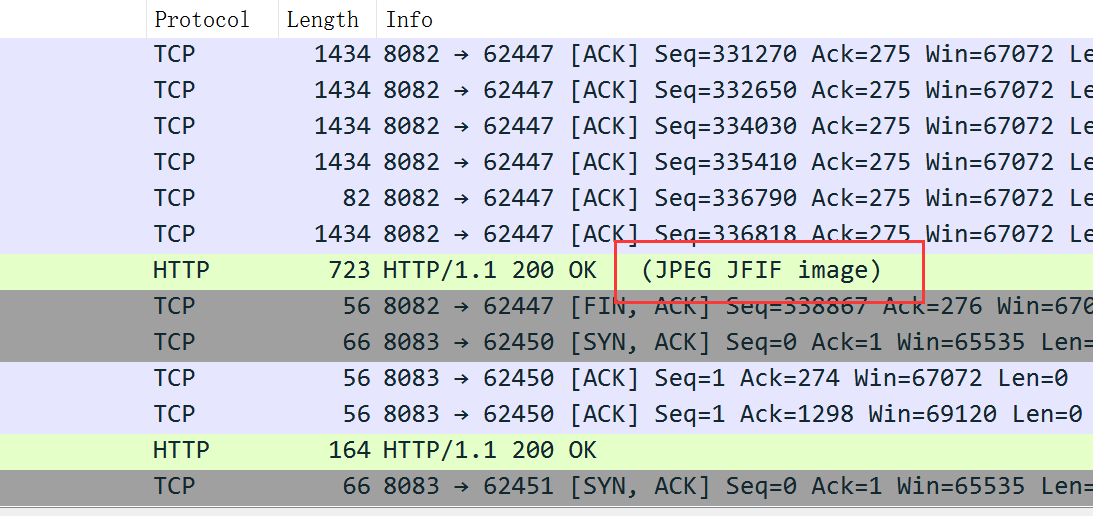 Protocol Length Info
TCP 1434 8082 → 62447 [ACK] Seq=331270 Ack=275 Win=67072 Le
TCP 1434 8082 → 62447 [ACK] Seq=332650 Ack=275 Win=67072 Le
TCP 1434 8082 → 62447 [ACK] Seq=334030 Ack=275 Win=67072 Le
TCP 1434 8082 → 62447 [ACK] Seq=335410 Ack=275 Win=67072 Le
TCP 82 8082 → 62447 [ACK] Seq=336790 Ack=275 Win=67072 Le
TCP 1434 8082 → 62447 [ACK] Seq=336818 Ack=275 Win=67072 Le
HTTP 723 HTTP/1.1 200 OK (JPEG JFIF image)
TCP 56 8082 → 62447 [FIN, ACK] Seq=338867 Ack=276 Win=670
TCP 66 8083 → 62450 [SYN, ACK] Seq=0 Ack=1 Win=65535 Len=
TCP 56 8083 → 62450 [ACK] Seq=1 Ack=274 Win=67072 Len=0
TCP 56 8083 → 62450 [ACK] Seq=1 Ack=1298 Win=69120 Len=0
HTTP 164 HTTP/1.1 200 OK
TCP 66 8083 → 62451 [SYN, ACK] Seq=0 Ack=1 Win=65535 Len=